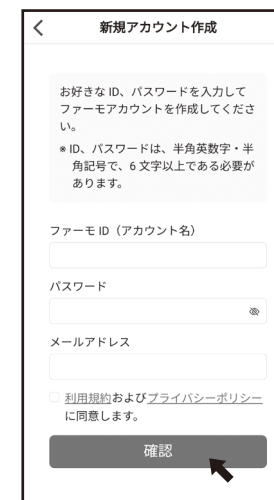 新規アカウント作成
お好きな ID、パスワードを入力して
ファーモアカウントを作成してくださ
い。
※ ID、パスワードは、半角英数字・半
角記号で、6 文字以上である必要が
あります。
ファーモ ID（アカウント名）
パスワード
メールアドレス
利用規約およびプライバシーポリシー
に同意します。
確認